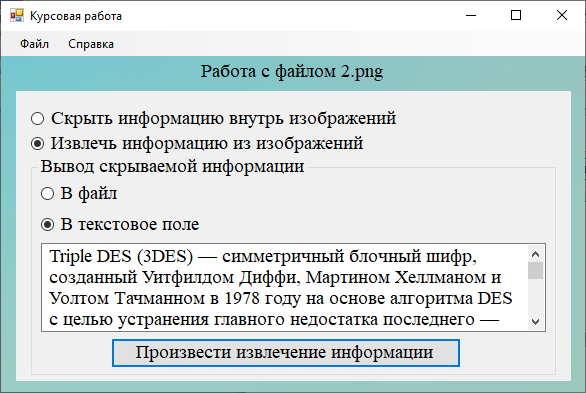 Курсовая работа
Файл Справка
Работа с файлом 2.png
Скрыть информацию внутрь изображений
Извлечь информацию из изображений
Вывод скрываемой информации
В файл
В текстовое поле
Triple DES (3DES) — симметричный блочный шифр,
созданный Уитфилдом Диффи, Мартином Хеллманом и
Уолтом Тачманном в 1978 году на основе алгоритма DES
с целью устранения главного недостатка последнего —
Произвести извлечение информации